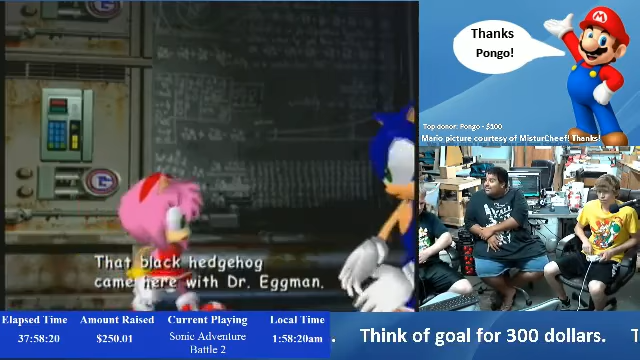 Thanks
Pongo!
Top donor: Pongo - $100
Mario picture courtesy of MisturCheef! Thanks!
G
G
That black hedgehog
came here with Dr. Eggman.
Elapsed Time
37:58:20
Amount Raised
$250.01
Current Playing
Sonic Adventure
Battle 2
Local Time
1:58:20am
. Think of goal for 300 dollars. T